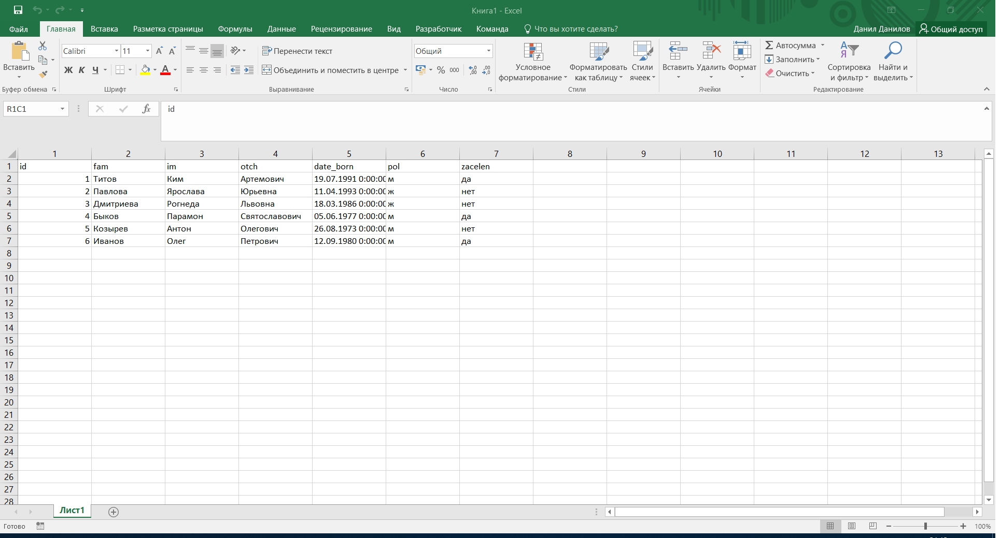 Книга1 - Excel
Файл Главная Вставка Разметка страницы Формулы Данные Рецензирование Вид Разработчик Команда Что вы хотите сделать? Данил Данилов Общий доступ
Calibri 11 Перенести текст Общий Автосумма
Вставить Условное форматирование Форматировать как таблицу Стили ячеек Вставить Удалить Формат Заполнить Сортировка и фильтр Найти и выделить
Ж К Ч А Объединить и поместить в центре % 000 Очистить
Буфер обмена Шрифт Выравнивание Число Стили Ячейки Редактирование
R1C1 fx id
1 2 3 4 5 6 7 8 9 10 11 12 13
1 id fam im otch date_born pol zacelen
2 1 Титов Ким Артемович 19.07.1991 0:00:00 м да
3 2 Павлова Ярослава Юрьевна 11.04.1993 0:00:00 ж нет
4 3 Дмитриева Рогнеда Львовна 18.03.1986 0:00:00 ж нет
5 4 Быков Парамон Святославович 05.06.1977 0:00:00 м да
6 5 Козырев Антон Олегович 26.08.1973 0:00:00 м нет
7 6 Иванов Олег Петрович 12.09.1980 0:00:00 м да
8
9
10
11
12
13
14
15
16
17
18
19
20
21
22
23
24
25
26
27
28
Лист1
Готово 100%